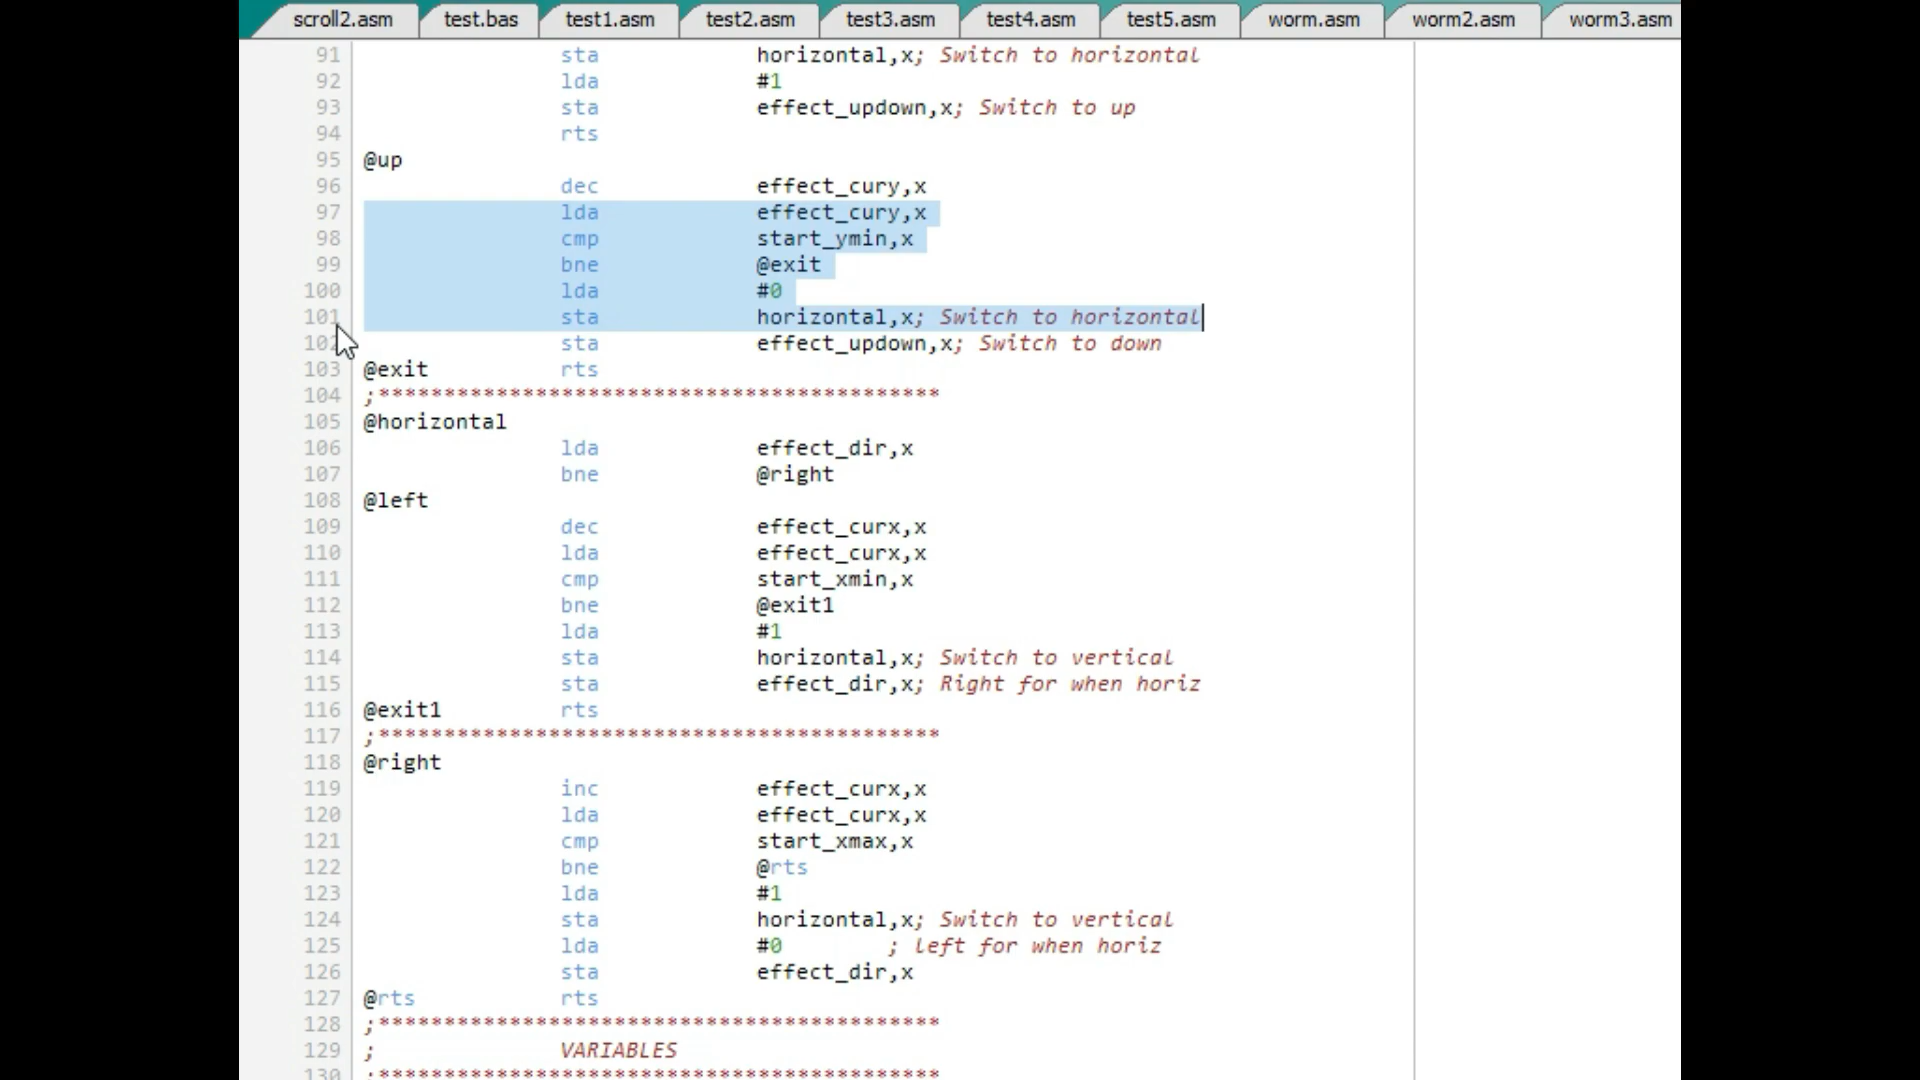 scroll2.asm test.bas test1.asm test2.asm test3.asm test4.asm test5.asm worm.asm worm2.asm worm3.asm
91 sta horizontal,x; Switch to horizontal
92 lda #1
93 sta effect_updown,x; Switch to up
94 rts
95 @up
96 dec effect_cury,x
97 lda effect_cury,x
98 cmp start_ymin,x
99 bne @exit
100 lda #0
101 sta horizontal,x; Switch to horizontal
102 sta effect_updown,x; Switch to down
103 @exit rts
104 ;*******************************************
105 @horizontal
106 lda effect_dir,x
107 bne @right
108 @left
109 dec effect_curx,x
110 lda effect_curx,x
111 cmp start_xmin,x
112 bne @exit1
113 lda #1
114 sta horizontal,x; Switch to vertical
115 sta effect_dir,x; Right for when horiz
116 @exit1 rts
117 ;*******************************************
118 @right
119 inc effect_curx,x
120 lda effect_curx,x
121 cmp start_xmax,x
122 bne @rts
123 lda #1
124 sta horizontal,x; Switch to vertical
125 lda #0 ; left for when horiz
126 sta effect_dir,x
127 @rts rts
128 ;*******************************************
129 ; VARIABLES
130 ;*******************************************